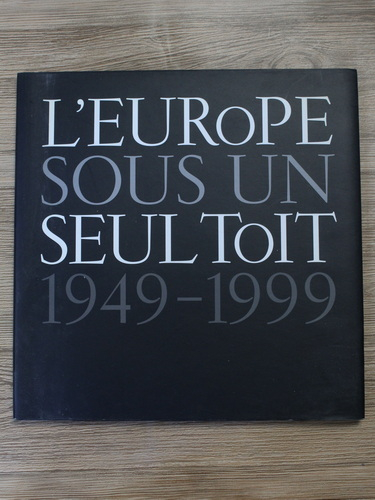 L'EUROPE
SOUS UN
SEUL TOIT
1949-1999